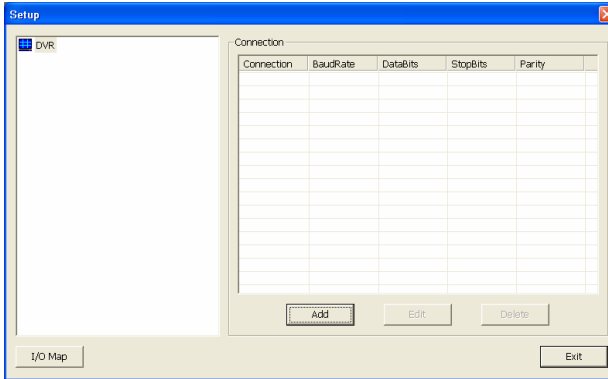 Setup
DVR
Connection
Connection BaudRate DataBits StopBits Parity
Add Edit Delete
I/O Map Exit